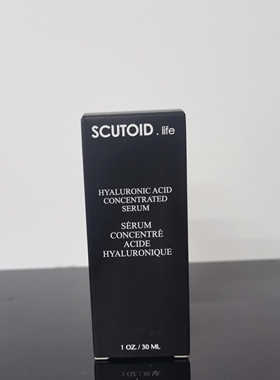 SCUTOID . life
HYALURONIC ACID
CONCENTRATED
SERUM
SÉRUM
CONCENTRÉ
ACIDE
HYALURONIQUE
1 OZ. / 30 ML